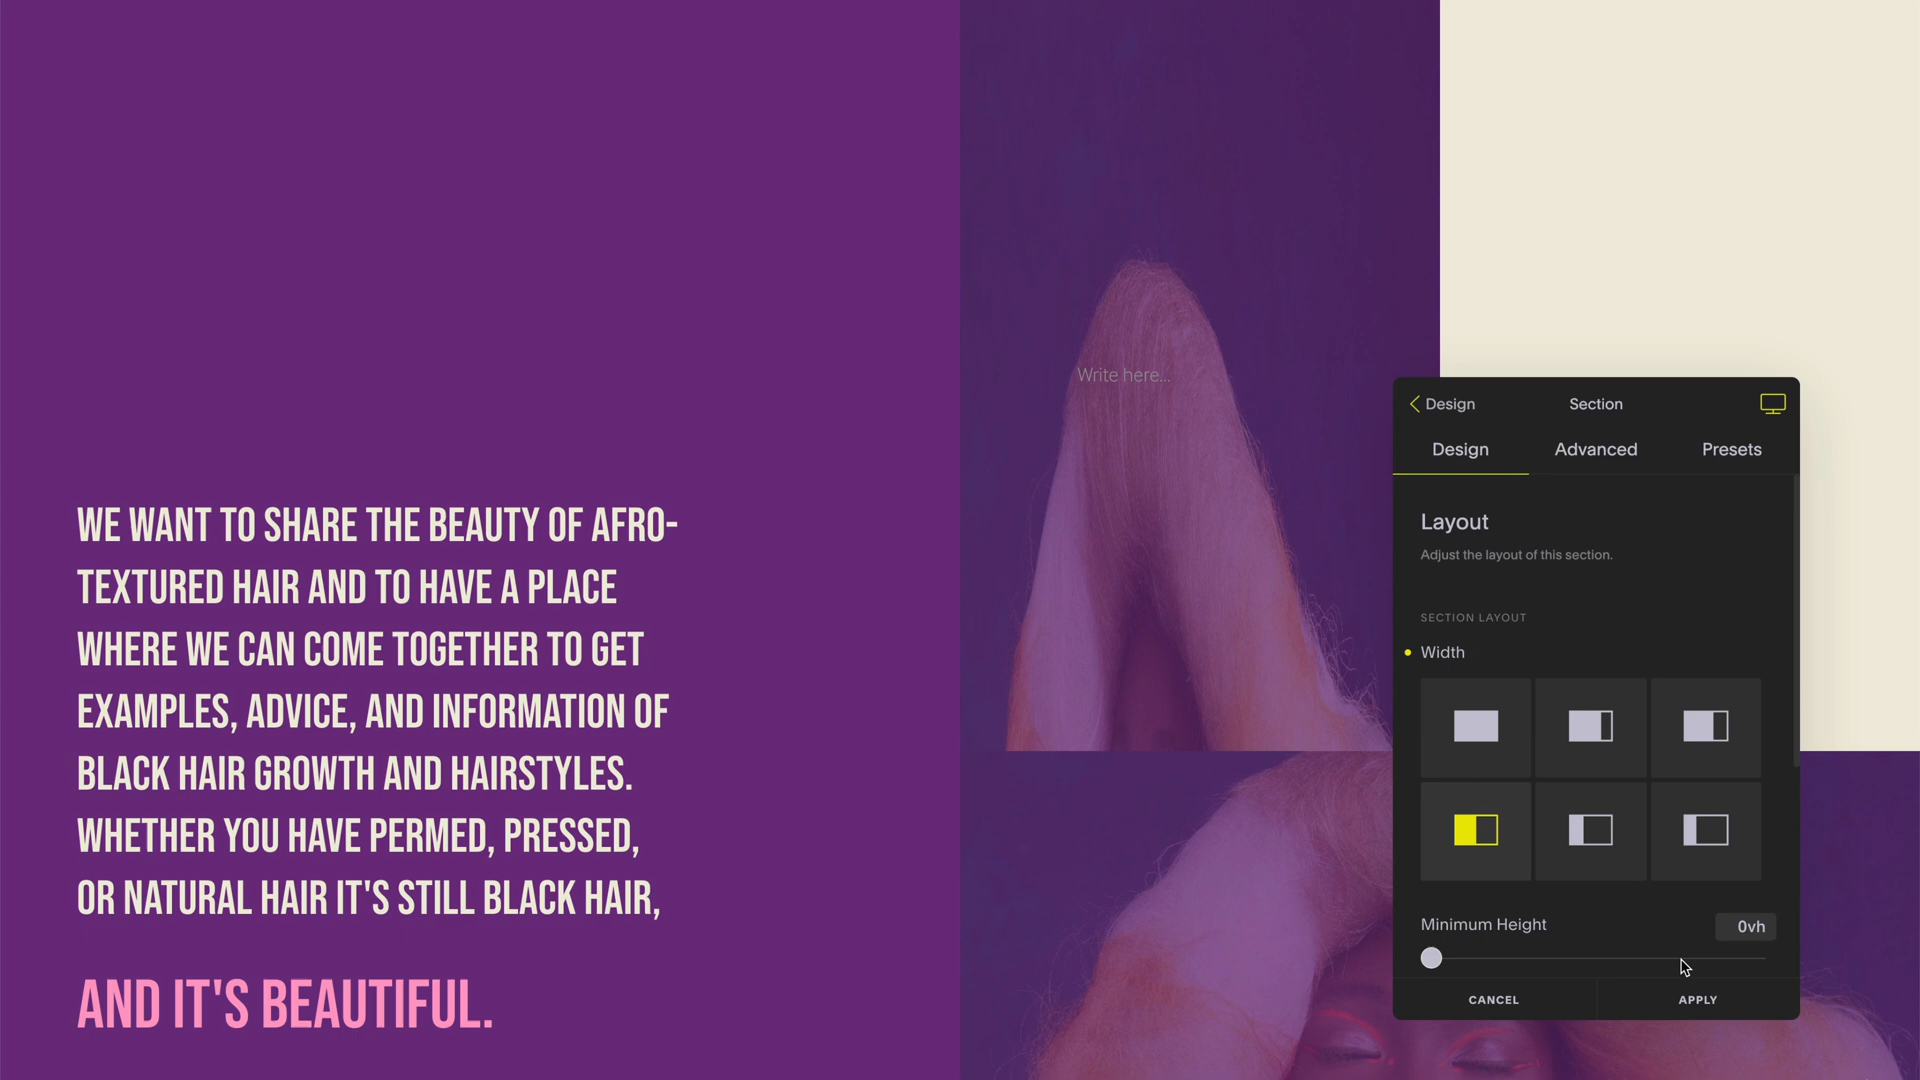 WE WANT TO SHARE THE BEAUTY OF AFRO-
TEXTURED HAIR AND TO HAVE A PLACE
WHERE WE CAN COME TOGETHER TO GET
EXAMPLES, ADVICE, AND INFORMATION OF
BLACK HAIR GROWTH AND HAIRSTYLES.
WHETHER YOU HAVE PERMED, PRESSED,
OR NATURAL HAIR IT'S STILL BLACK HAIR,
AND IT'S BEAUTIFUL.
Write here...
Design
Section
Design
Advanced
Presets
Layout
Adjust the layout of this section.
SECTION LAYOUT
Width
Minimum Height
0vh
CANCEL
APPLY